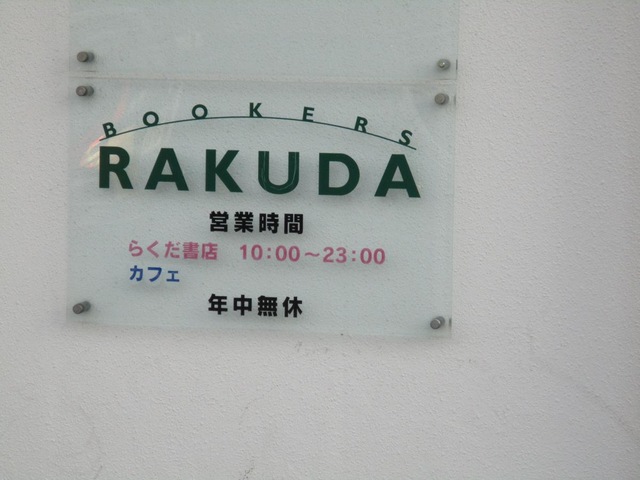 BOOKERS
RAKUDA
営業時間
らくだ書店 10:00～23:00
カフェ
年中無休